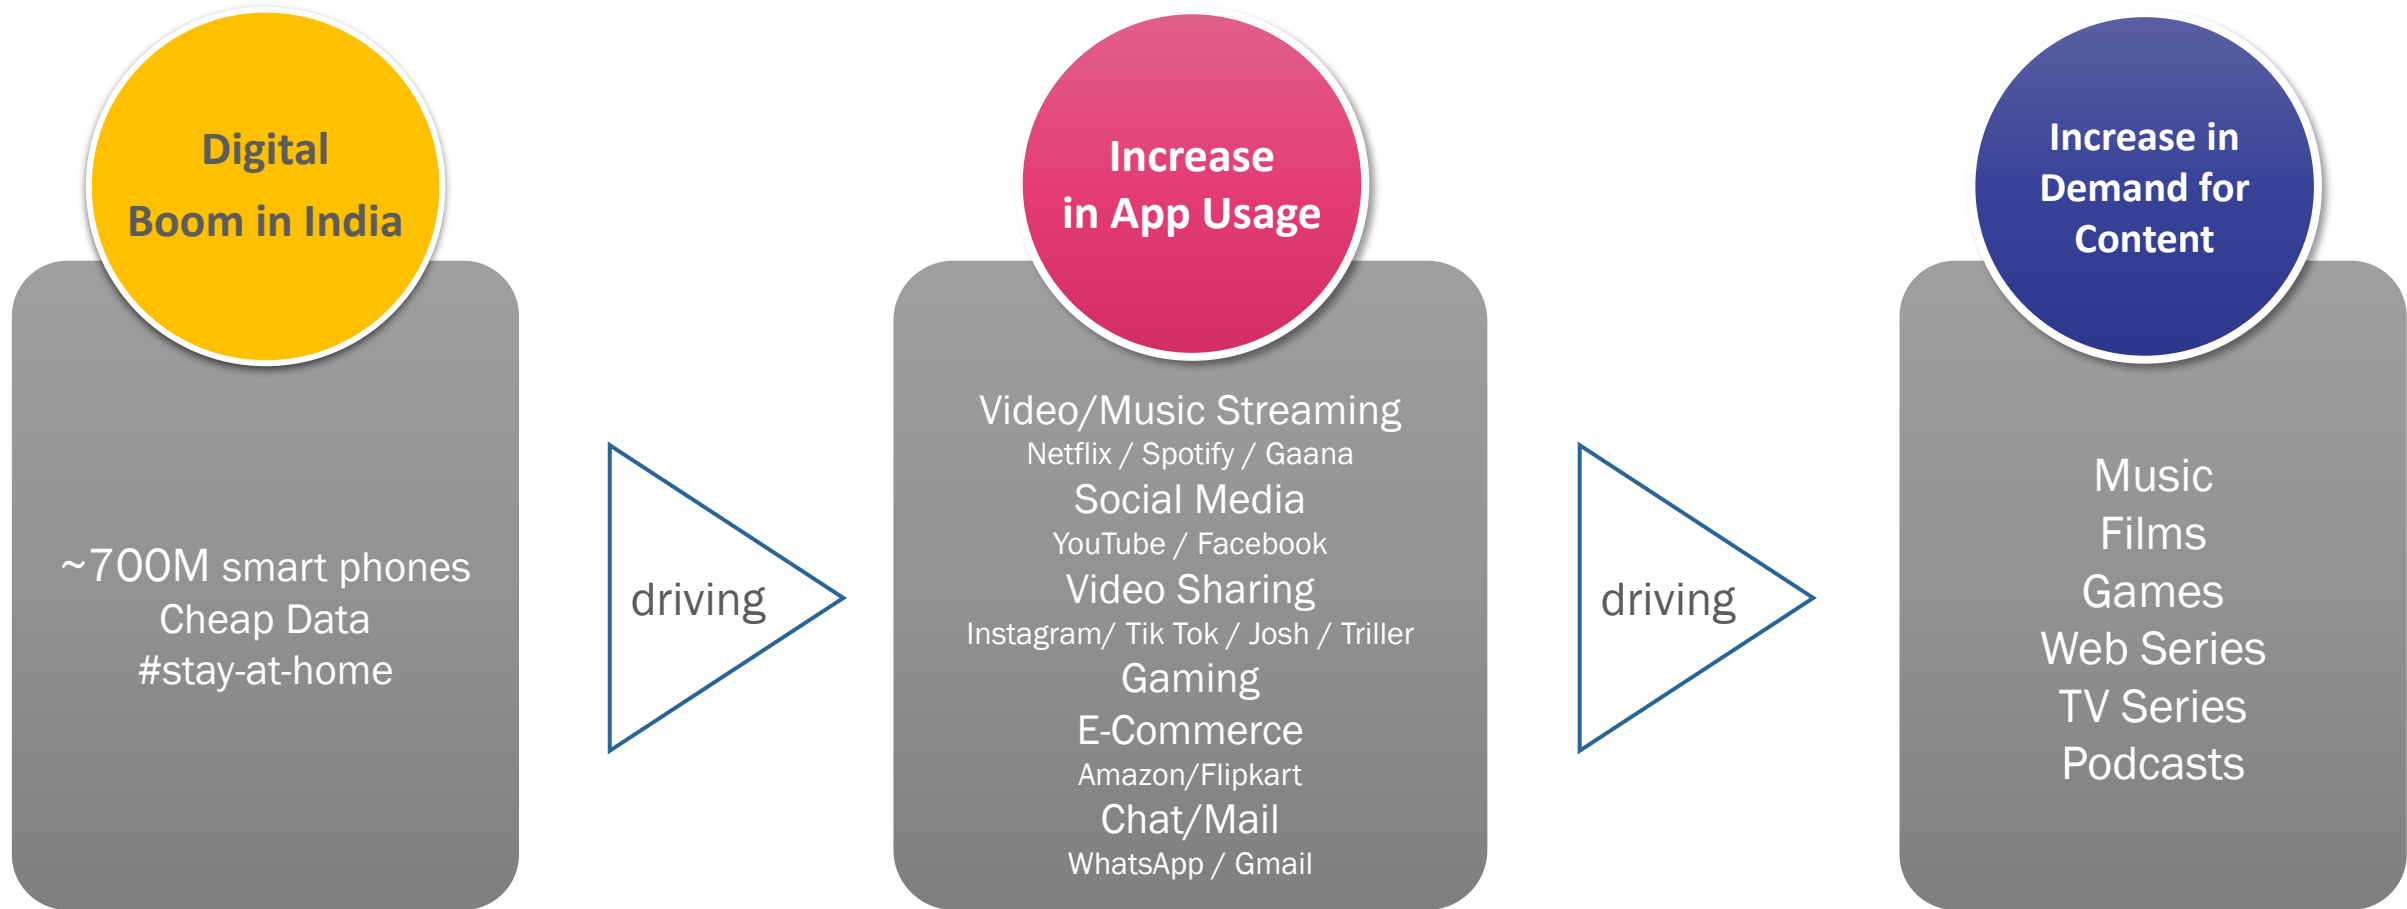 Digital
Boom in India
~700M smart phones
Cheap Data
#stay-at-home
driving
Increase
in App Usage
Video/Music Streaming
Netflix / Spotify / Gaana
Social Media
YouTube / Facebook
Video Sharing
Instagram/ Tik Tok / Josh / Triller
Gaming
E-Commerce
Amazon/Flipkart
Chat/Mail
WhatsApp / Gmail
driving
Increase in
Demand for
Content
Music
Films
Games
Web Series
TV Series
Podcasts